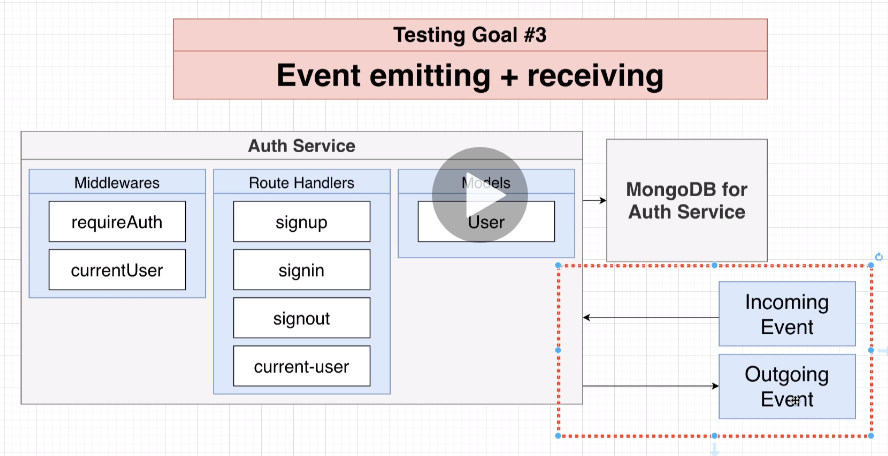 Testing Goal #3
Event emitting + receiving
Auth Service
Middlewares
requireAuth
currentUser
Route Handlers
signup
signin
signout
current-user
Models
User
MongoDB for
Auth Service
Incoming
Event
Outgoing
Event